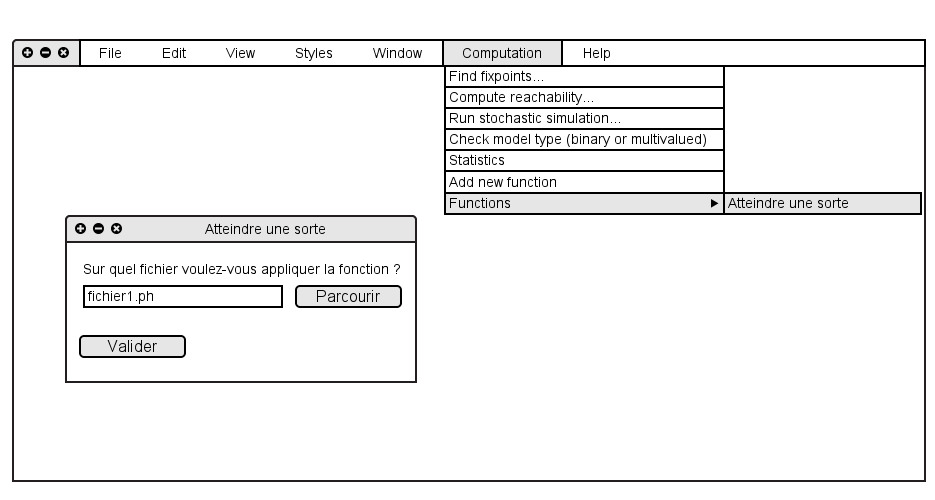 File Edit View Styles Window Computation Help
Find fixpoints...
Compute reachability...
Run stochastic simulation...
Check model type (binary or multivalued)
Statistics
Add new function
Functions Atteindre une sorte
Atteindre une sorte
Sur quel fichier voulez-vous appliquer la fonction ?
fichier1.ph Parcourir
Valider